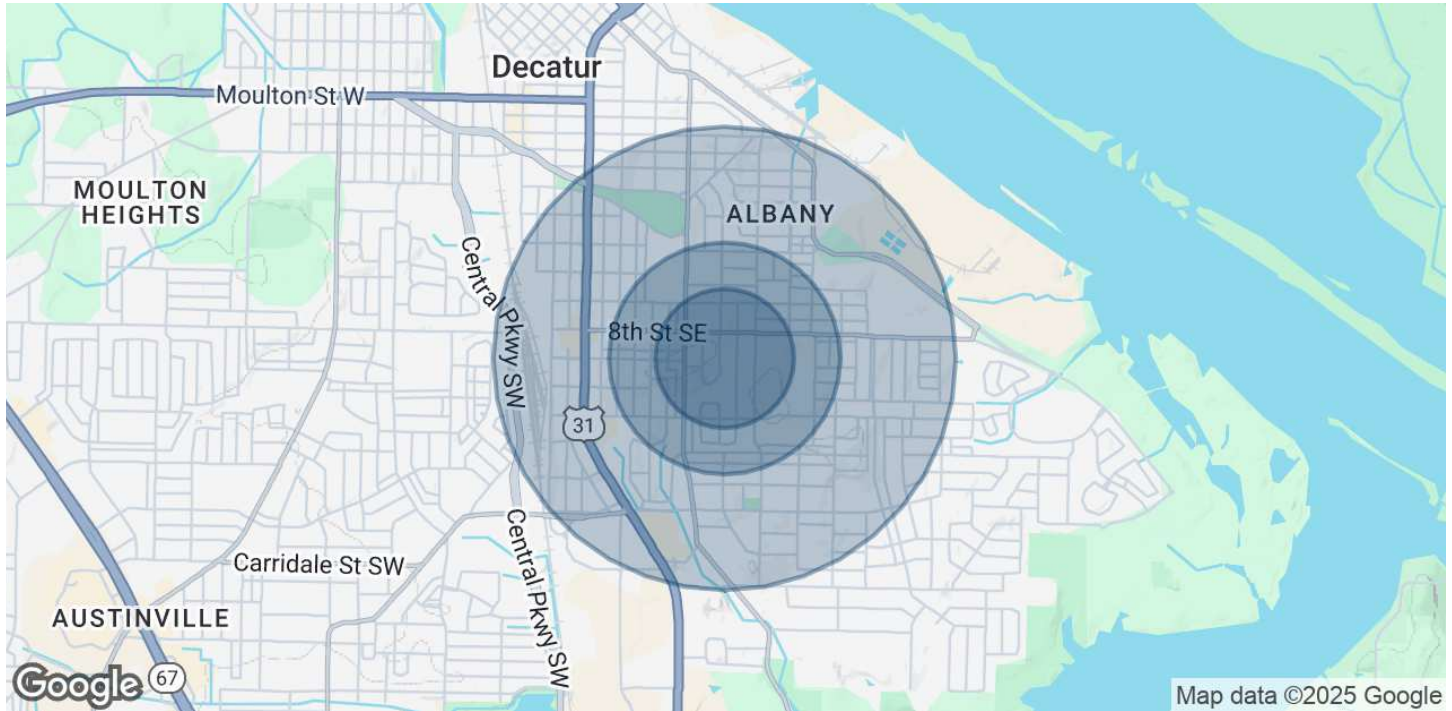 Decatur
Moulton St W
MOULTON
HEIGHTS
ALBANY
Central Pkwy SW
8th St SE
31
Central Pkwy SW
Carridale St SW
AUSTINVILLE
67
Google
Map data ©2025 Google